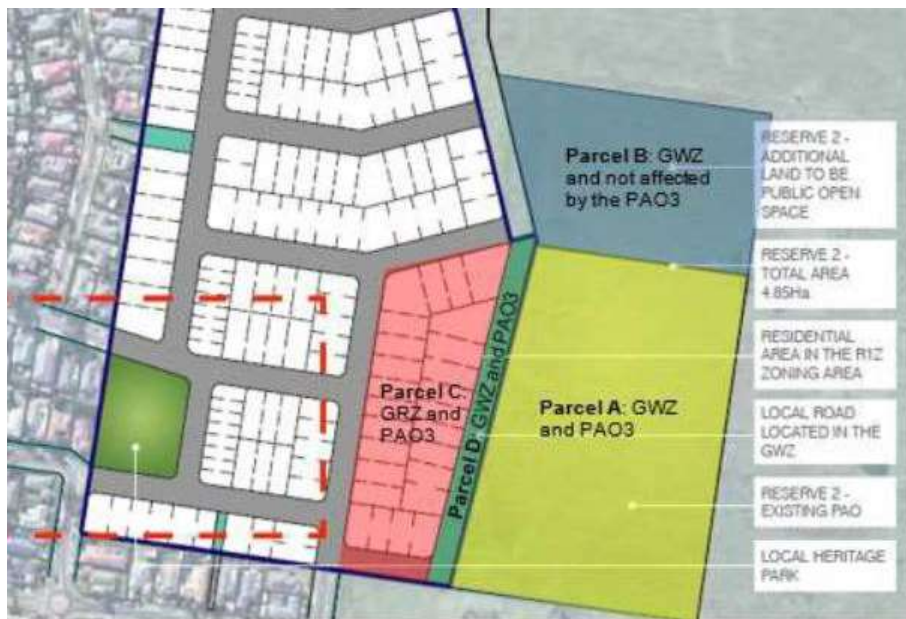 Parcel B: GWZ
and not affected
by the PAO3
Parcel C:
GRZ and
PAO3
Parcel D: GWZ and PAO3
Parcel A: GWZ
and PAO3
RESERVE 2 -
ADDITIONAL
LAND TO BE
PUBLIC OPEN
SPACE
RESERVE 2 -
TOTAL AREA
4.85Ha
RESIDENTIAL
AREA IN THE R1Z
ZONING AREA
LOCAL ROAD
LOCATED IN THE
GWZ
RESERVE 2 -
EXISTING PAO
LOCAL HERITAGE
PARK